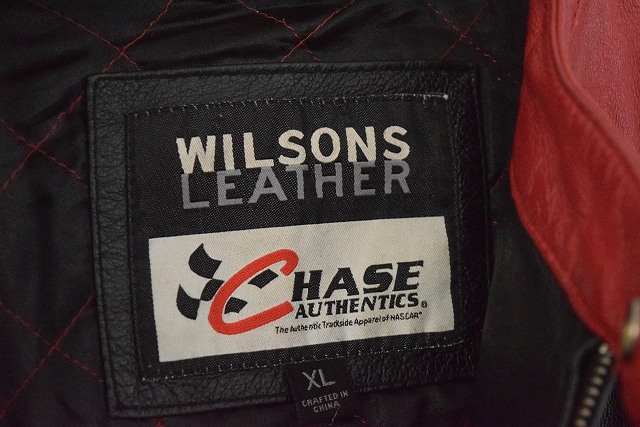 WILSONS
LEATHER
CHASE
AUTHENTICS®
The Authentic Trackside Apparel of NASCAR®
XL
CRAFTED IN
CHINA